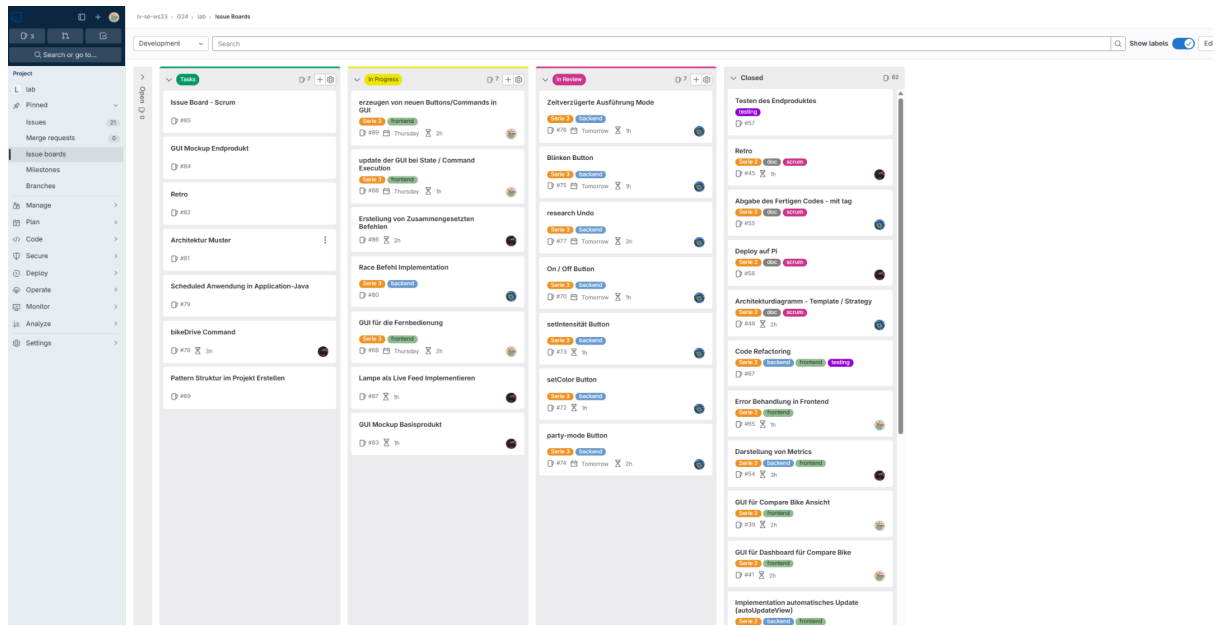 lv-se-ws23 › G24 › lab › Issue Boards
3
Search or go to...
Project
L lab
Pinned
Issues 21
Merge requests 0
Issue boards
Milestones
Branches
Manage
Plan
Code
Secure
Deploy
Operate
Monitor
Analyze
Settings
Development
Search
Show labels
Edi
Open 0
Tasks 7
Issue Board - Scrum
#85
GUI Mockup Endprodukt
#84
Retro
#82
Architektur Muster
#81
Scheduled Anwendung in Application-Java
#79
bikeDrive Command
#78 3h
Pattern Struktur im Projekt Erstellen
#69
In Progress 7
erzeugen von neuen Buttons/Commands in
GUI
Serie 3 frontend
#89 Thursday 2h
update der GUI bei State / Command
Execution
Serie 3 frontend
#88 Thursday 1h
Erstellung von Zusammengesetzten
Befehlen
#86 2h
Race Befehl Implementation
Serie 3 backend
#80
GUI für die Fernbedienung
Serie 3 frontend
#68 Thursday 2h
Lampe als Live Feed Implementieren
#87 1h
GUI Mockup Basisprodukt
#83 1h
In Review 7
Zeitverzügerte Ausführung Mode
Serie 3 backend
#76 Tomorrow 1h
Blinken Button
Serie 3 backend
#75 Tomorrow 1h
research Undo
Serie 3 backend
#77 Tomorrow 3h
On / Off Button
Serie 3 backend
#70 Tomorrow 1h
setIntensität Button
Serie 3 backend
#73 1h
setColor Button
Serie 3 backend
#72 1h
party-mode Button
Serie 3 backend
#74 Tomorrow 2h
Closed 62
Testen des Endproduktes
testing
#57
Retro
Serie 2 doc scrum
#45 1h
Abgabe des Fertigen Codes - mit tag
Serie 2 doc scrum
#55
Deploy auf Pi
Serie 2 doc scrum
#56
Architekturdiagramm - Template / Strategy
Serie 2 doc scrum
#48 2h
Code Refactoring
Serie 2 backend frontend testing
#67
Error Behandlung in Frontend
Serie 2 frontend
#65 1h
Darstellung von Metrics
Serie 2 backend frontend
#54 3h
GUI für Compare Bike Ansicht
Serie 2 frontend
#39 2h
GUI für Dashboard für Compare Bike
Serie 2 frontend
#41 2h
Implementation automatisches Update
(autoUpdateView)
Serie 2 backend frontend